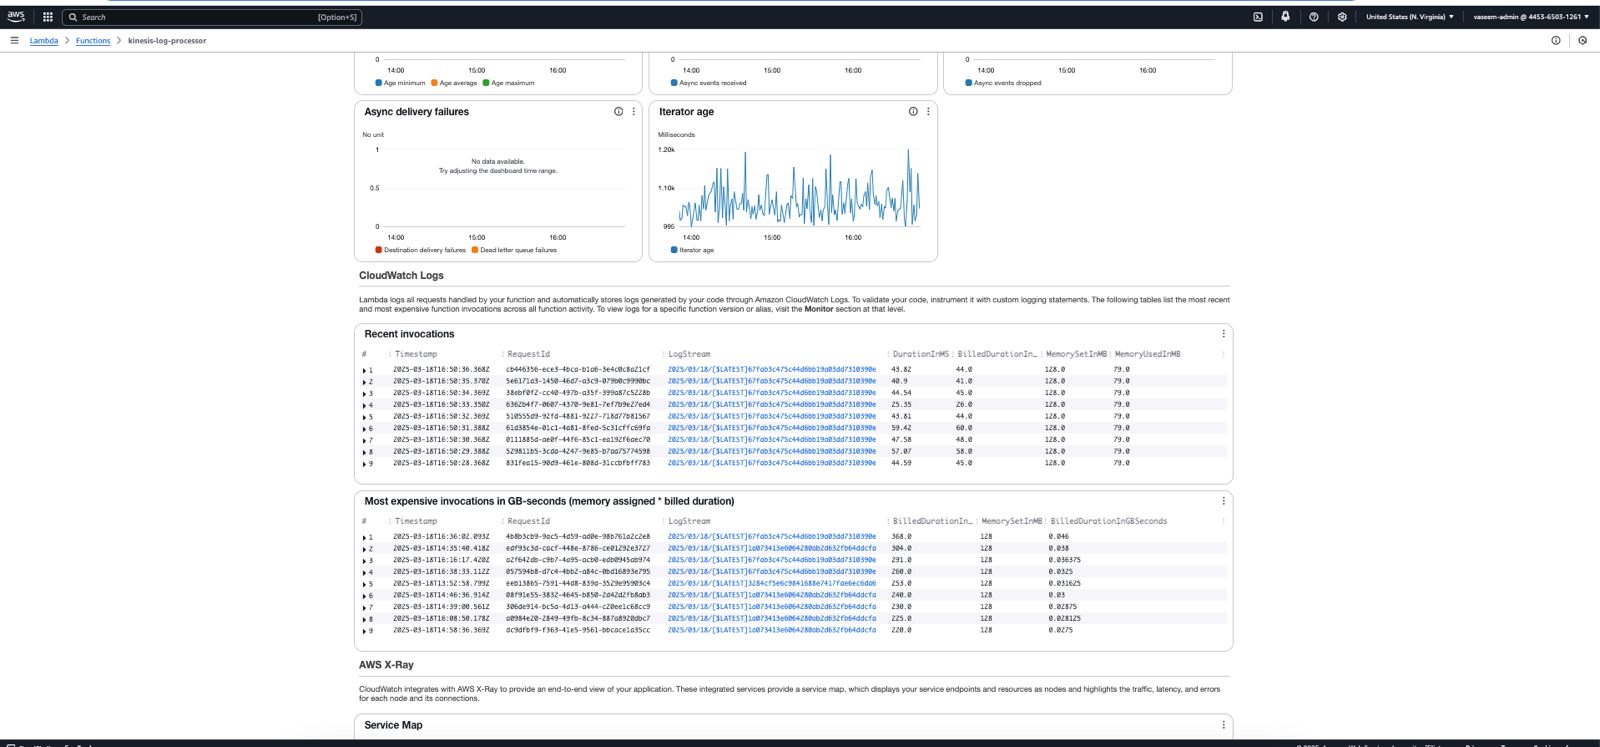 aws
Search [Option+S]
United States (N. Virginia) ▼ vaseem-admin @ 4453-6503-1261 ▼
Lambda > Functions > kinesis-log-processor
0
14:00 15:00 16:00
Age minimum Age average Age maximum
0
14:00 15:00 16:00
Async events received
0
14:00 15:00 16:00
Async events dropped
Async delivery failures
No unit
1
No data available.
Try adjusting the dashboard time range.
0.5
0
14:00 15:00 16:00
Destination delivery failures Dead letter queue failures
Iterator age
Milliseconds
1.20k
1.10k
995
14:00 15:00 16:00
Iterator age
CloudWatch Logs
Lambda logs all requests handled by your function and automatically stores logs generated by your code through Amazon CloudWatch Logs. To validate your code, instrument it with custom logging statements. The following tables list the most recent
and most expensive function invocations across all function activity. To view logs for a specific function version or alias, visit the Monitor section at that level.
Recent invocations
# Timestamp RequestId LogStream DurationInMS BilledDurationIn… MemorySetInMB MemoryUsedInMB
1 2025-03-18T16:50:36.368Z cb446356-ece3-4bca-b1a6-3e4c0c8a21cf 2025/03/18/[$LATEST]67fab3c475c44d6bb19a03dd7310390e 43.82 44.0 128.0 79.0
2 2025-03-18T16:50:35.370Z 5e6171a3-1450-46d7-a3c9-079b0c9990bc 2025/03/18/[$LATEST]67fab3c475c44d6bb19a03dd7310390e 40.9 41.0 128.0 79.0
3 2025-03-18T16:50:34.369Z 38ebf0f2-cc40-497b-a35f-399a87c5228b 2025/03/18/[$LATEST]67fab3c475c44d6bb19a03dd7310390e 44.54 45.0 128.0 79.0
4 2025-03-18T16:50:33.350Z 6362b4f7-0607-4370-9e81-7ef7b9e27ed4 2025/03/18/[$LATEST]67fab3c475c44d6bb19a03dd7310390e 25.35 26.0 128.0 79.0
5 2025-03-18T16:50:32.369Z 510555d9-92fd-4881-9227-718d77b81567 2025/03/18/[$LATEST]67fab3c475c44d6bb19a03dd7310390e 43.81 44.0 128.0 79.0
6 2025-03-18T16:50:31.388Z 61d3854e-01c1-4a81-8fed-5c31cffc69fa 2025/03/18/[$LATEST]67fab3c475c44d6bb19a03dd7310390e 59.42 60.0 128.0 79.0
7 2025-03-18T16:50:30.368Z 0111885d-ae0f-44f6-85c1-ea192f6aec70 2025/03/18/[$LATEST]67fab3c475c44d6bb19a03dd7310390e 47.58 48.0 128.0 79.0
8 2025-03-18T16:50:29.388Z 529811b5-3cda-4247-9e85-b7ad75774598 2025/03/18/[$LATEST]67fab3c475c44d6bb19a03dd7310390e 57.07 58.0 128.0 79.0
9 2025-03-18T16:50:28.368Z 831fea15-90d9-461e-808d-31ccbfbff783 2025/03/18/[$LATEST]67fab3c475c44d6bb19a03dd7310390e 44.59 45.0 128.0 79.0
Most expensive invocations in GB-seconds (memory assigned * billed duration)
# Timestamp RequestId LogStream BilledDurationIn… MemorySetInMB BilledDurationInGBSeconds
1 2025-03-18T16:36:02.093Z 4b8b3cb9-9ac5-4d59-ad0e-98b761a2c2e8 2025/03/18/[$LATEST]67fab3c475c44d6bb19a03dd7310390e 368.0 128 0.046
2 2025-03-18T14:35:40.418Z edf93c3d-cacf-448e-8786-ce01292e3727 2025/03/18/[$LATEST]1a073413e6064280ab2d632fb64ddcfa 304.0 128 0.038
3 2025-03-18T16:16:17.420Z a2f642db-c9b7-4a95-acb0-edb0945ab974 2025/03/18/[$LATEST]67fab3c475c44d6bb19a03dd7310390e 291.0 128 0.036375
4 2025-03-18T16:38:33.112Z 057594b8-d7c4-4bb2-a84c-0bd16893e795 2025/03/18/[$LATEST]67fab3c475c44d6bb19a03dd7310390e 260.0 128 0.0325
5 2025-03-18T13:52:58.799Z eeb13865-7591-44d8-839a-3529e95903c4 2025/03/18/[$LATEST]3284cf5e6c9841688e7417fae6ec6da6 253.0 128 0.031625
6 2025-03-18T14:46:36.914Z 08f91e55-3832-4645-b850-2d42d2fb8ab3 2025/03/18/[$LATEST]1a073413e6064280ab2d632fb64ddcfa 240.0 128 0.03
7 2025-03-18T14:39:00.561Z 306de914-bc5a-4d13-a444-c20ee1c68cc9 2025/03/18/[$LATEST]1a073413e6064280ab2d632fb64ddcfa 230.0 128 0.02875
8 2025-03-18T16:08:50.178Z a0984e20-2849-49fb-8c34-887a8920dbc7 2025/03/18/[$LATEST]67fab3c475c44d6bb19a03dd7310390e 225.0 128 0.028125
9 2025-03-18T14:58:36.369Z dc9dfbf9-f363-41e5-9561-bbcace1a35cc 2025/03/18/[$LATEST]1a073413e6064280ab2d632fb64ddcfa 220.0 128 0.0275
AWS X-Ray
CloudWatch integrates with AWS X-Ray to provide an end-to-end view of your application. These integrated services provide a service map, which displays your service endpoints and resources as nodes and highlights the traffic, latency, and errors
for each node and its connections.
Service Map